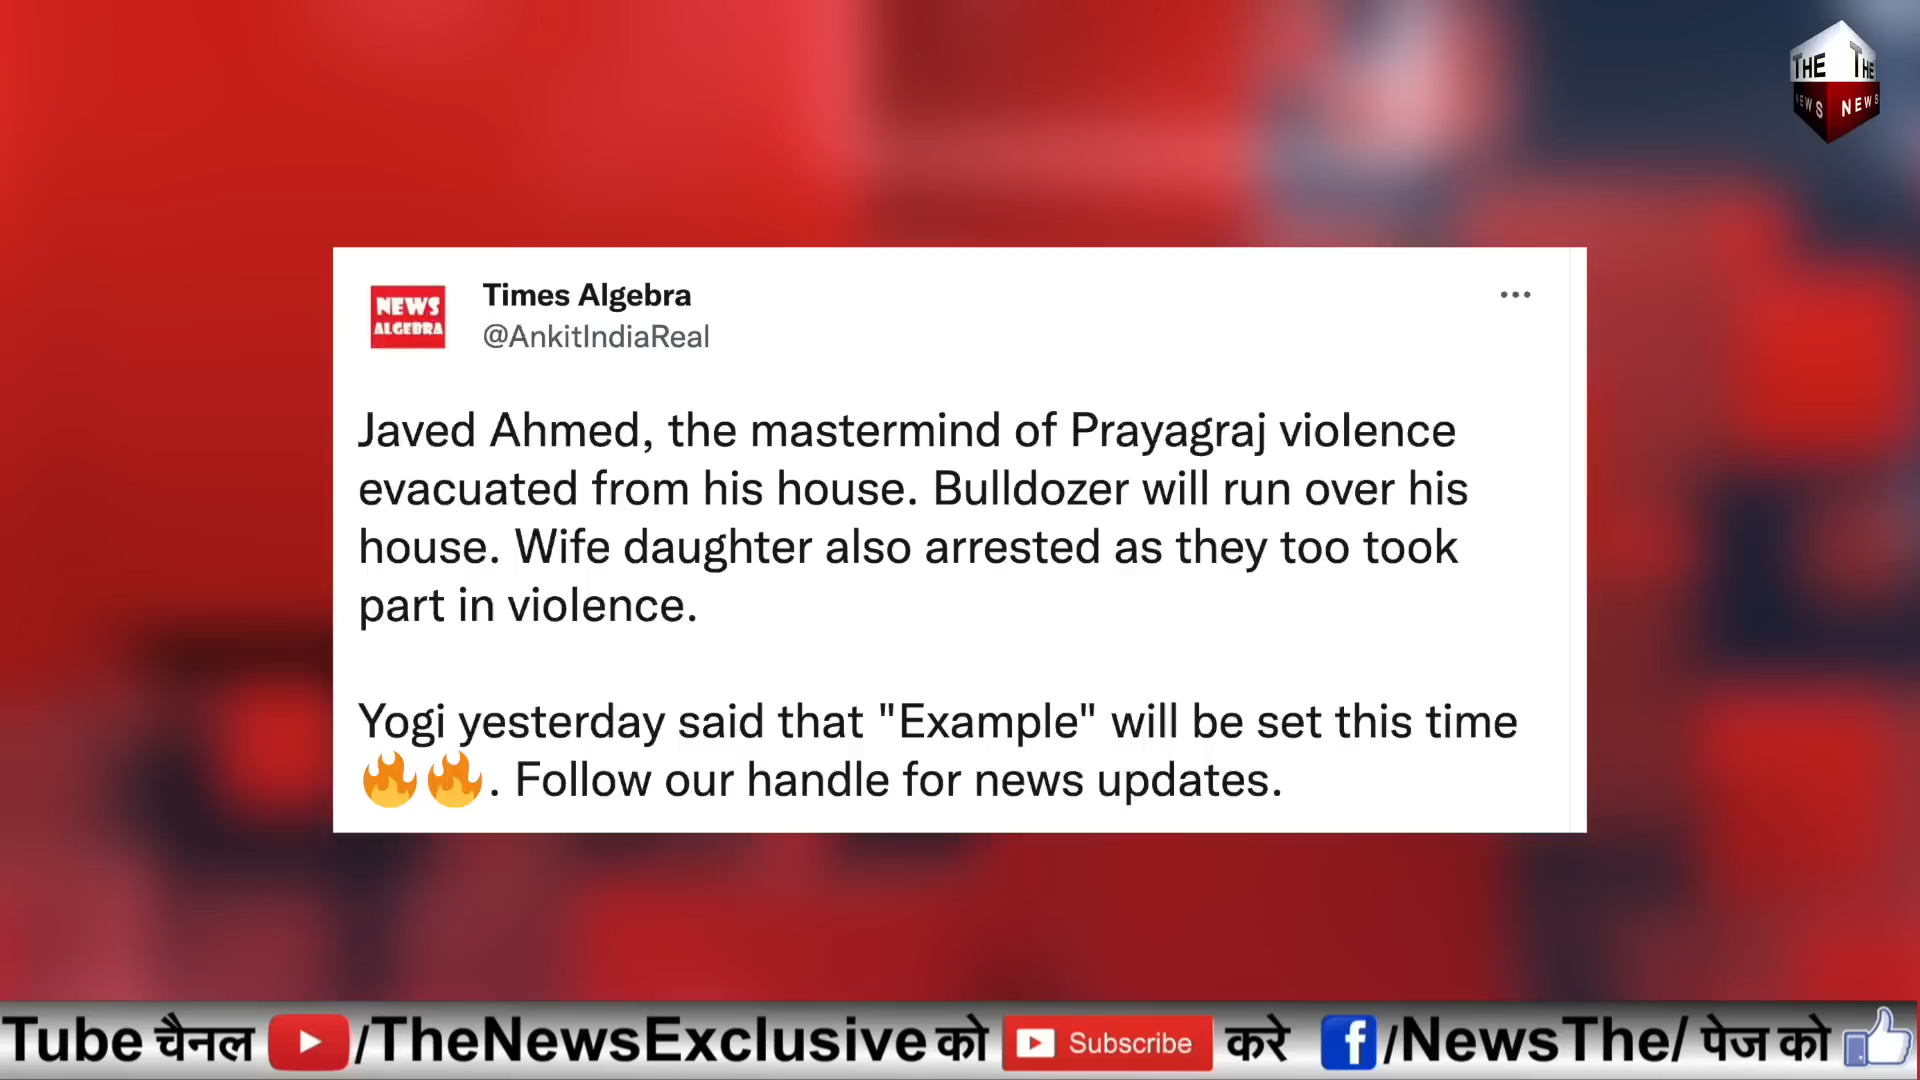 THE THE
NEWS NEWS
NEWS
ALGEBRA
Times Algebra
@AnkitIndiaReal
Javed Ahmed, the mastermind of Prayagraj violence
evacuated from his house. Bulldozer will run over his
house. Wife daughter also arrested as they too took
part in violence.
Yogi yesterday said that "Example" will be set this time
🔥🔥. Follow our handle for news updates.
Tube चैनल /TheNewsExclusive को Subscribe करे f/NewsThe/ पेज को